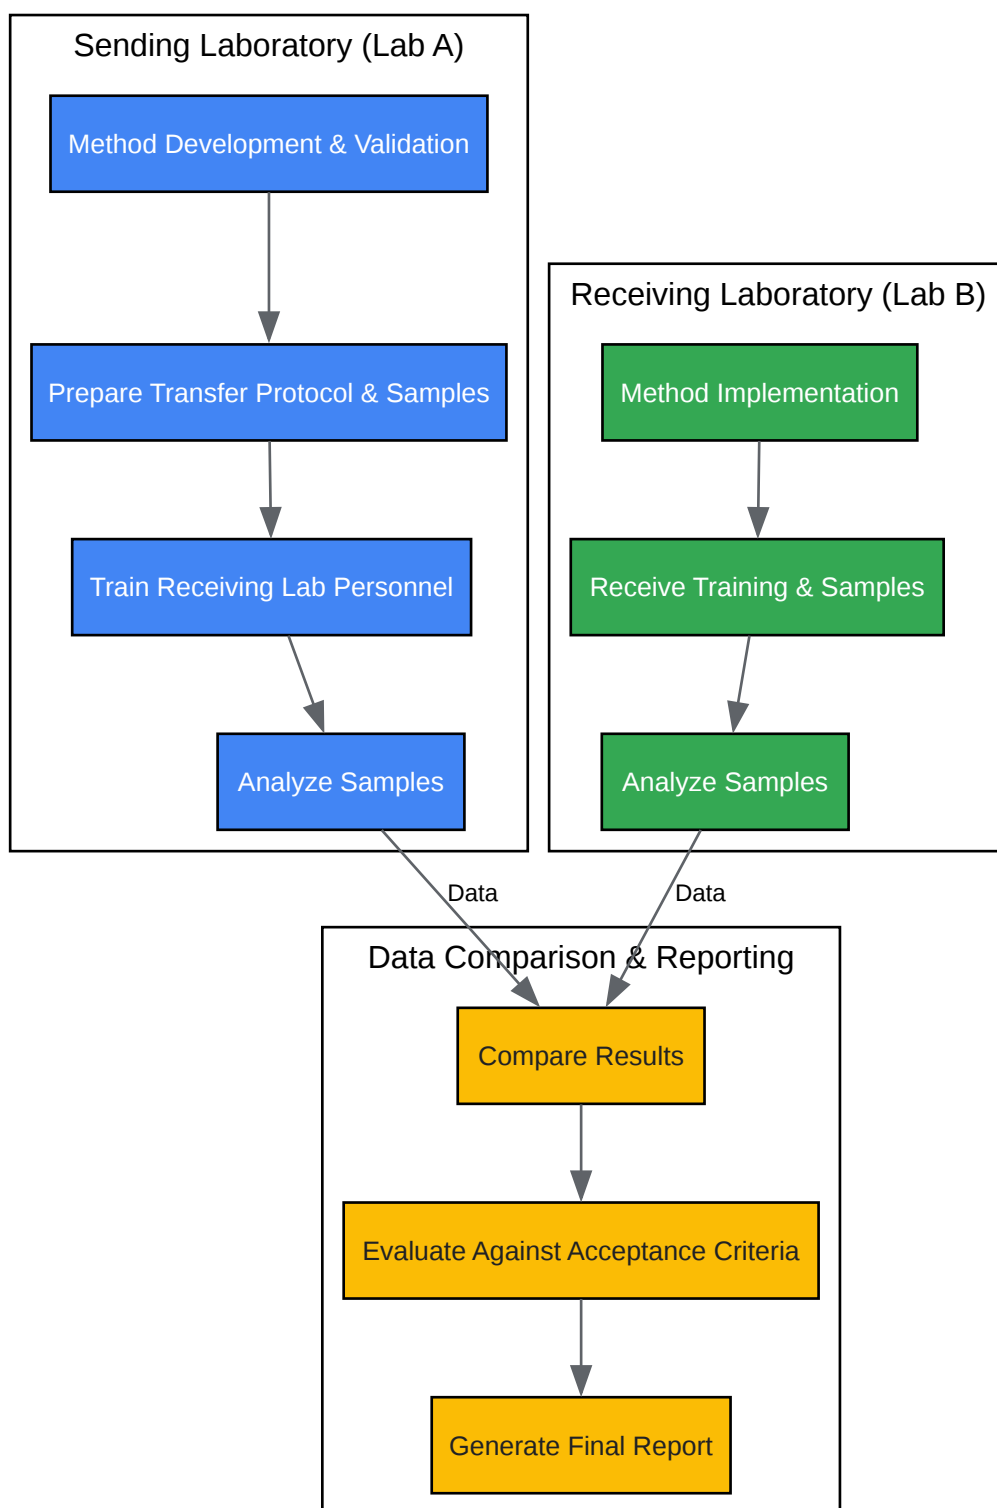 Sending Laboratory (Lab A)
Method Development & Validation
Prepare Transfer Protocol & Samples
Train Receiving Lab Personnel
Analyze Samples
Receiving Laboratory (Lab B)
Method Implementation
Receive Training & Samples
Analyze Samples
Data
Data
Data Comparison & Reporting
Compare Results
Evaluate Against Acceptance Criteria
Generate Final Report